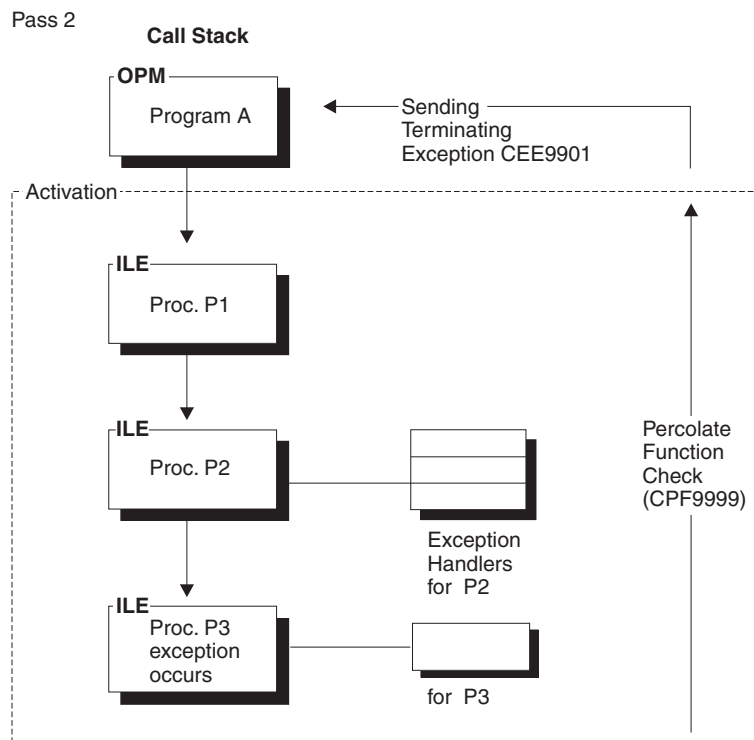 Pass 2
Call Stack
OPM
Program A
Sending
Terminating
Exception CEE9901
Activation
ILE
Proc. P1
ILE
Proc. P2
Exception
Handlers
for P2
Percolate
Function
Check
(CPF9999)
ILE
Proc. P3
exception
occurs
for P3